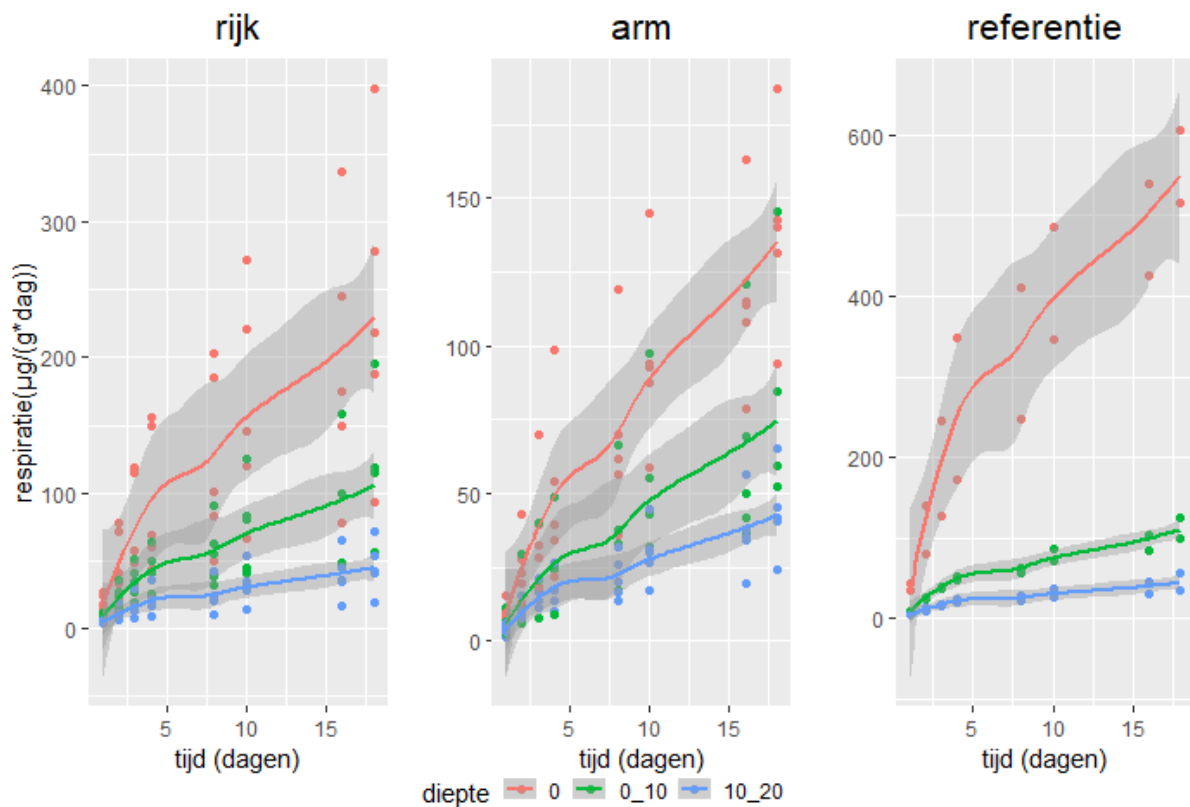 rijk arm referentie
respiratie(µg/(g*dag))
400
300
200
100
0
150
100
50
0
600
400
200
0
5 10 15 5 10 15 5 10 15
tijd (dagen) tijd (dagen) tijd (dagen)
diepte 0 0_10 10_20